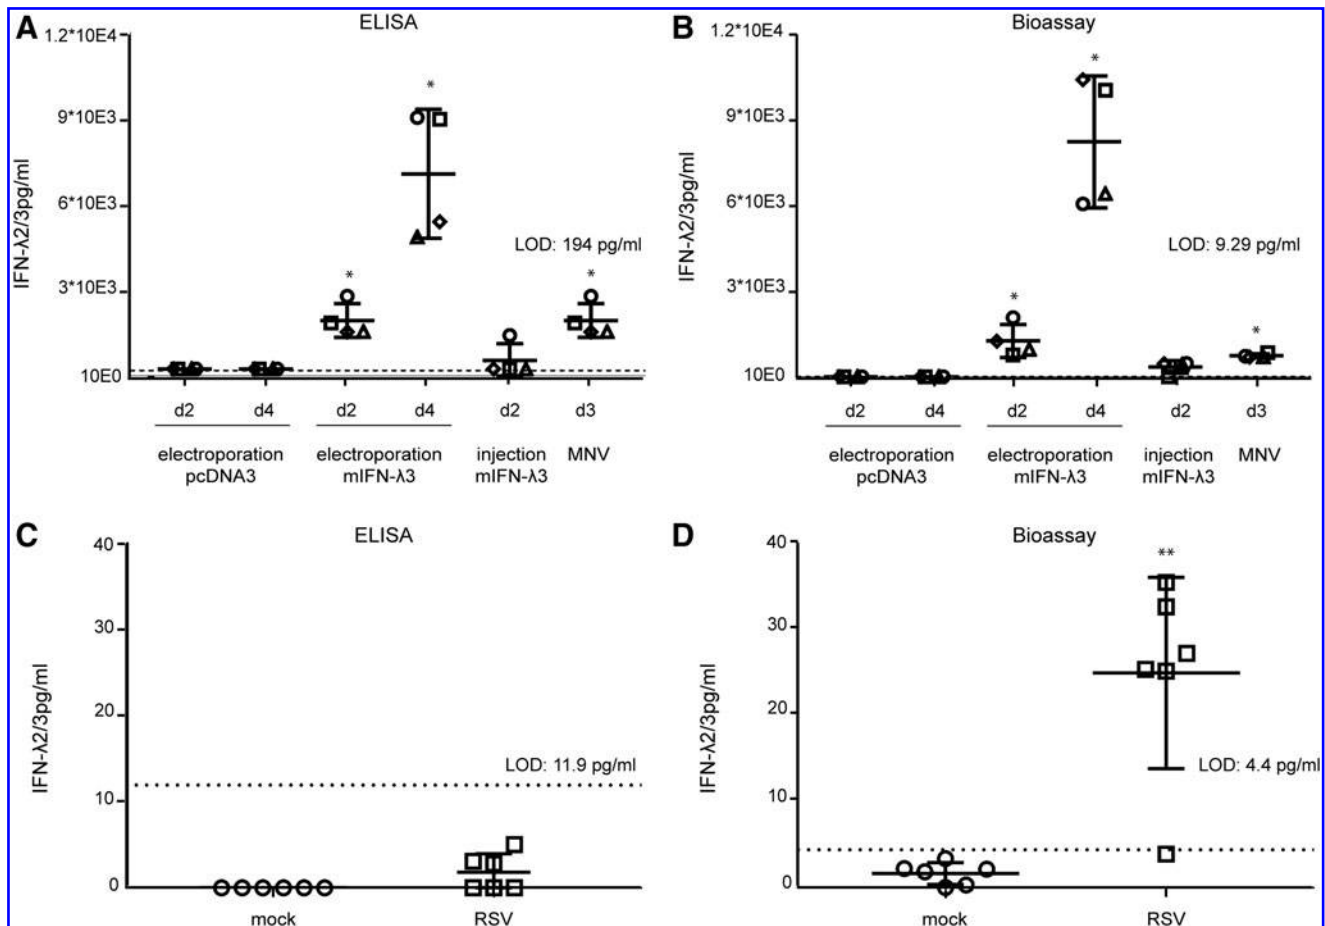 A
ELISA
1.2*10E4
9*10E3
6*10E3
3*10E3
10E0
IFN-λ2/3pg/ml
*
*
*
LOD: 194 pg/ml
d2 d4 d2 d4 d2 d3
electroporation electroporation injection MNV
pcDNA3 mIFN-λ3 mIFN-λ3
B
Bioassay
1.2*10E4
9*10E3
6*10E3
3*10E3
10E0
IFN-λ2/3pg/ml
*
*
*
LOD: 9.29 pg/ml
d2 d4 d2 d4 d2 d3
electroporation electroporation injection MNV
pcDNA3 mIFN-λ3 mIFN-λ3
C
ELISA
40
30
20
10
0
IFN-λ2/3pg/ml
LOD: 11.9 pg/ml
mock RSV
D
Bioassay
40
30
20
10
0
IFN-λ2/3pg/ml
**
LOD: 4.4 pg/ml
mock RSV